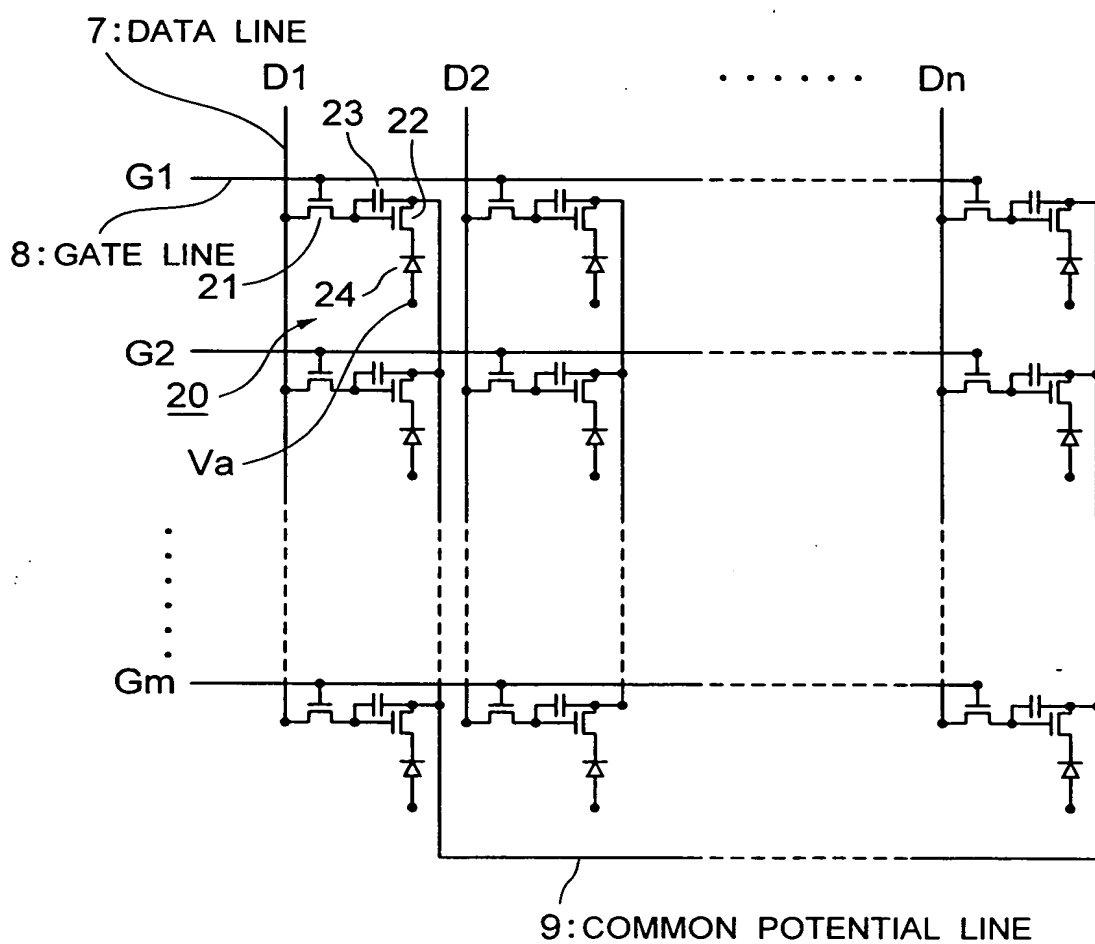 7:DATA LINE
D1 D2 ...... Dn
23 22
G1
8:GATE LINE
21
24
G2
20
Va
Gm
9:COMMON POTENTIAL LINE